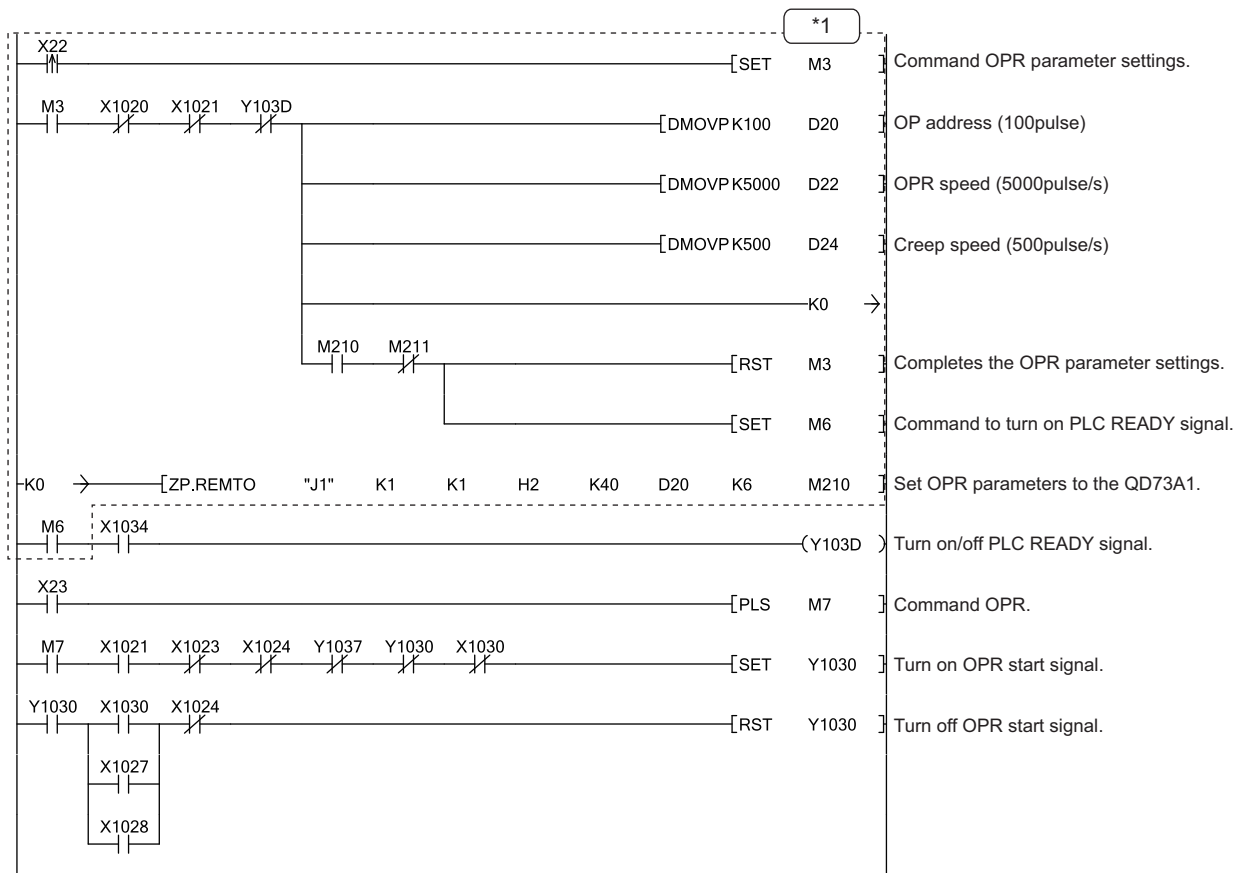 *1
X22
[SET M3 ] Command OPR parameter settings.
M3 X1020 X1021 Y103D
[DMOVP K100 D20 ] OP address (100pulse)
[DMOVP K5000 D22 ] OPR speed (5000pulse/s)
[DMOVP K500 D24 ] Creep speed (500pulse/s)
K0
M210 M211
[RST M3 ] Completes the OPR parameter settings.
[SET M6 ] Command to turn on PLC READY signal.
K0 [ZP.REMTO "J1" K1 K1 H2 K40 D20 K6 M210 ] Set OPR parameters to the QD73A1.
M6 X1034
(Y103D ) Turn on/off PLC READY signal.
X23
[PLS M7 ] Command OPR.
M7 X1021 X1023 X1024 Y1037 Y1030 X1030
[SET Y1030 ] Turn on OPR start signal.
Y1030 X1030 X1024
[RST Y1030 ] Turn off OPR start signal.
X1027
X1028